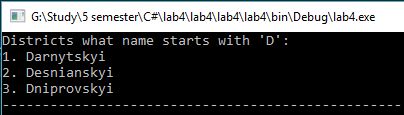 G:\Study\5 semester\C#\lab4\lab4\lab4\lab4\bin\Debug\lab4.exe
Districts what name starts with 'D':
1. Darnytskyi
2. Desnianskyi
3. Dniprovskyi
--------------------------------------------------